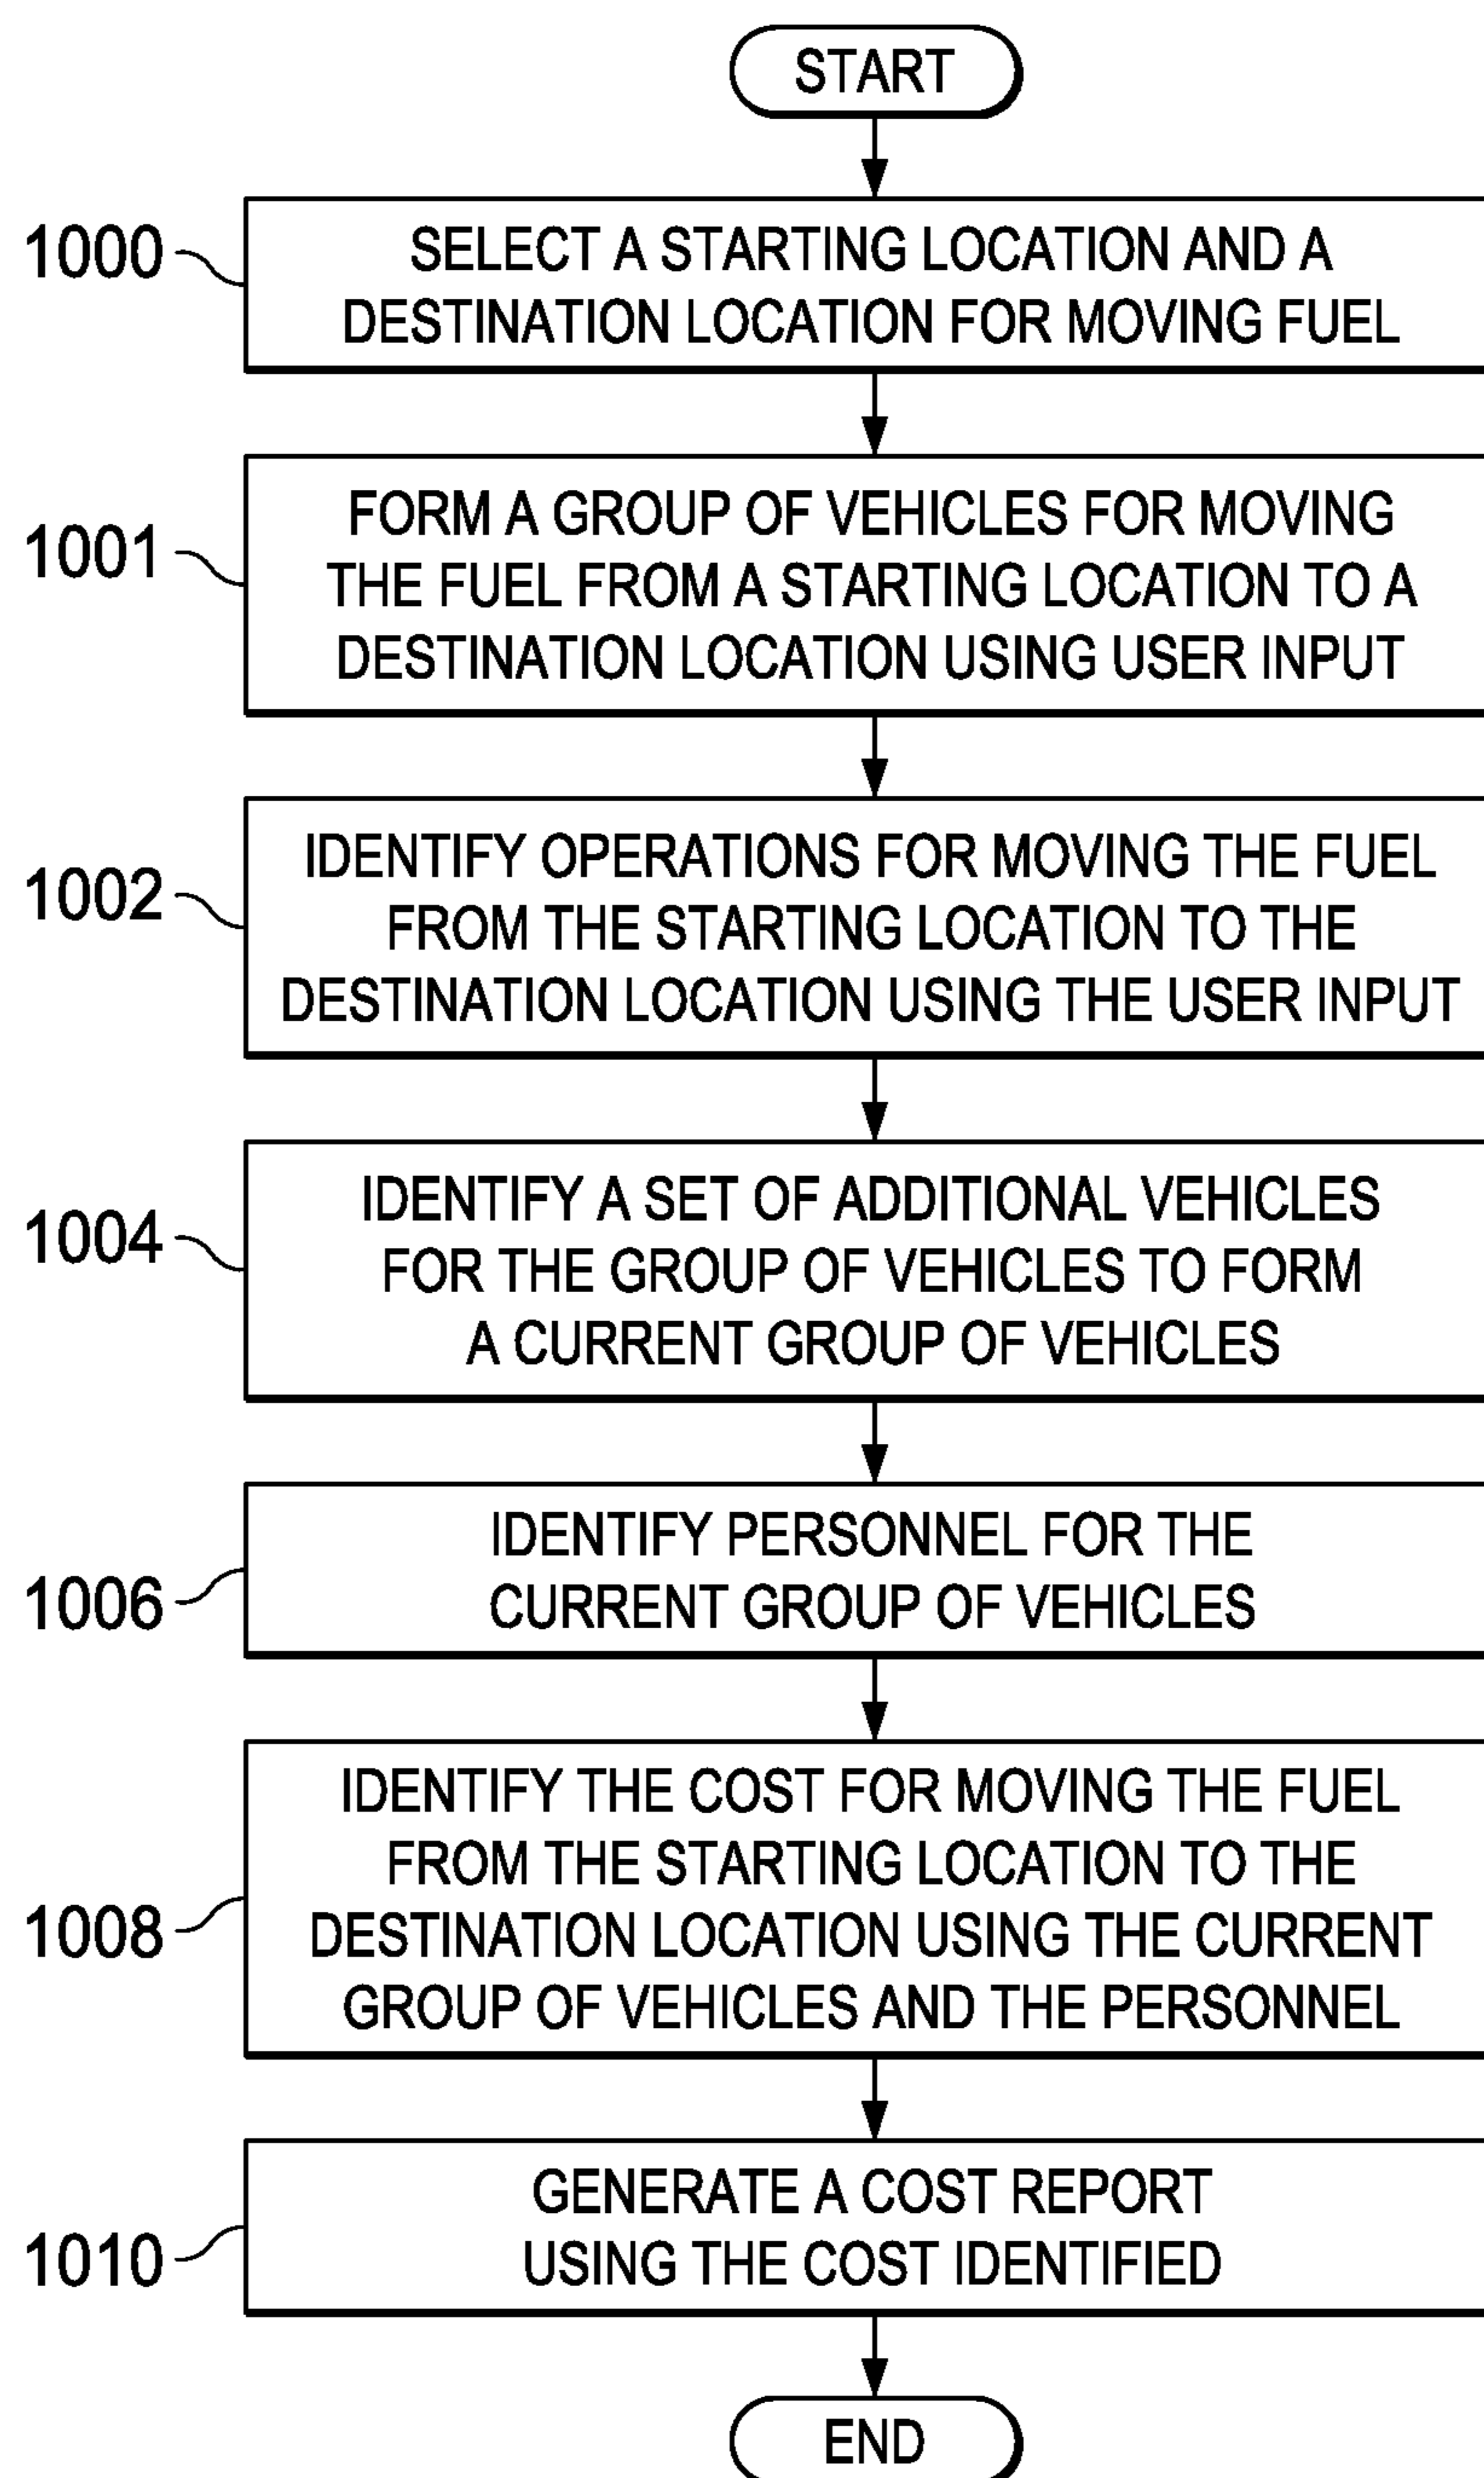 START
1000
SELECT A STARTING LOCATION AND A
DESTINATION LOCATION FOR MOVING FUEL
1001
FORM A GROUP OF VEHICLES FOR MOVING
THE FUEL FROM A STARTING LOCATION TO A
DESTINATION LOCATION USING USER INPUT
1002
IDENTIFY OPERATIONS FOR MOVING THE FUEL
FROM THE STARTING LOCATION TO THE
DESTINATION LOCATION USING THE USER INPUT
1004
IDENTIFY A SET OF ADDITIONAL VEHICLES
FOR THE GROUP OF VEHICLES TO FORM
A CURRENT GROUP OF VEHICLES
1006
IDENTIFY PERSONNEL FOR THE
CURRENT GROUP OF VEHICLES
1008
IDENTIFY THE COST FOR MOVING THE FUEL
FROM THE STARTING LOCATION TO THE
DESTINATION LOCATION USING THE CURRENT
GROUP OF VEHICLES AND THE PERSONNEL
1010
GENERATE A COST REPORT
USING THE COST IDENTIFIED
END